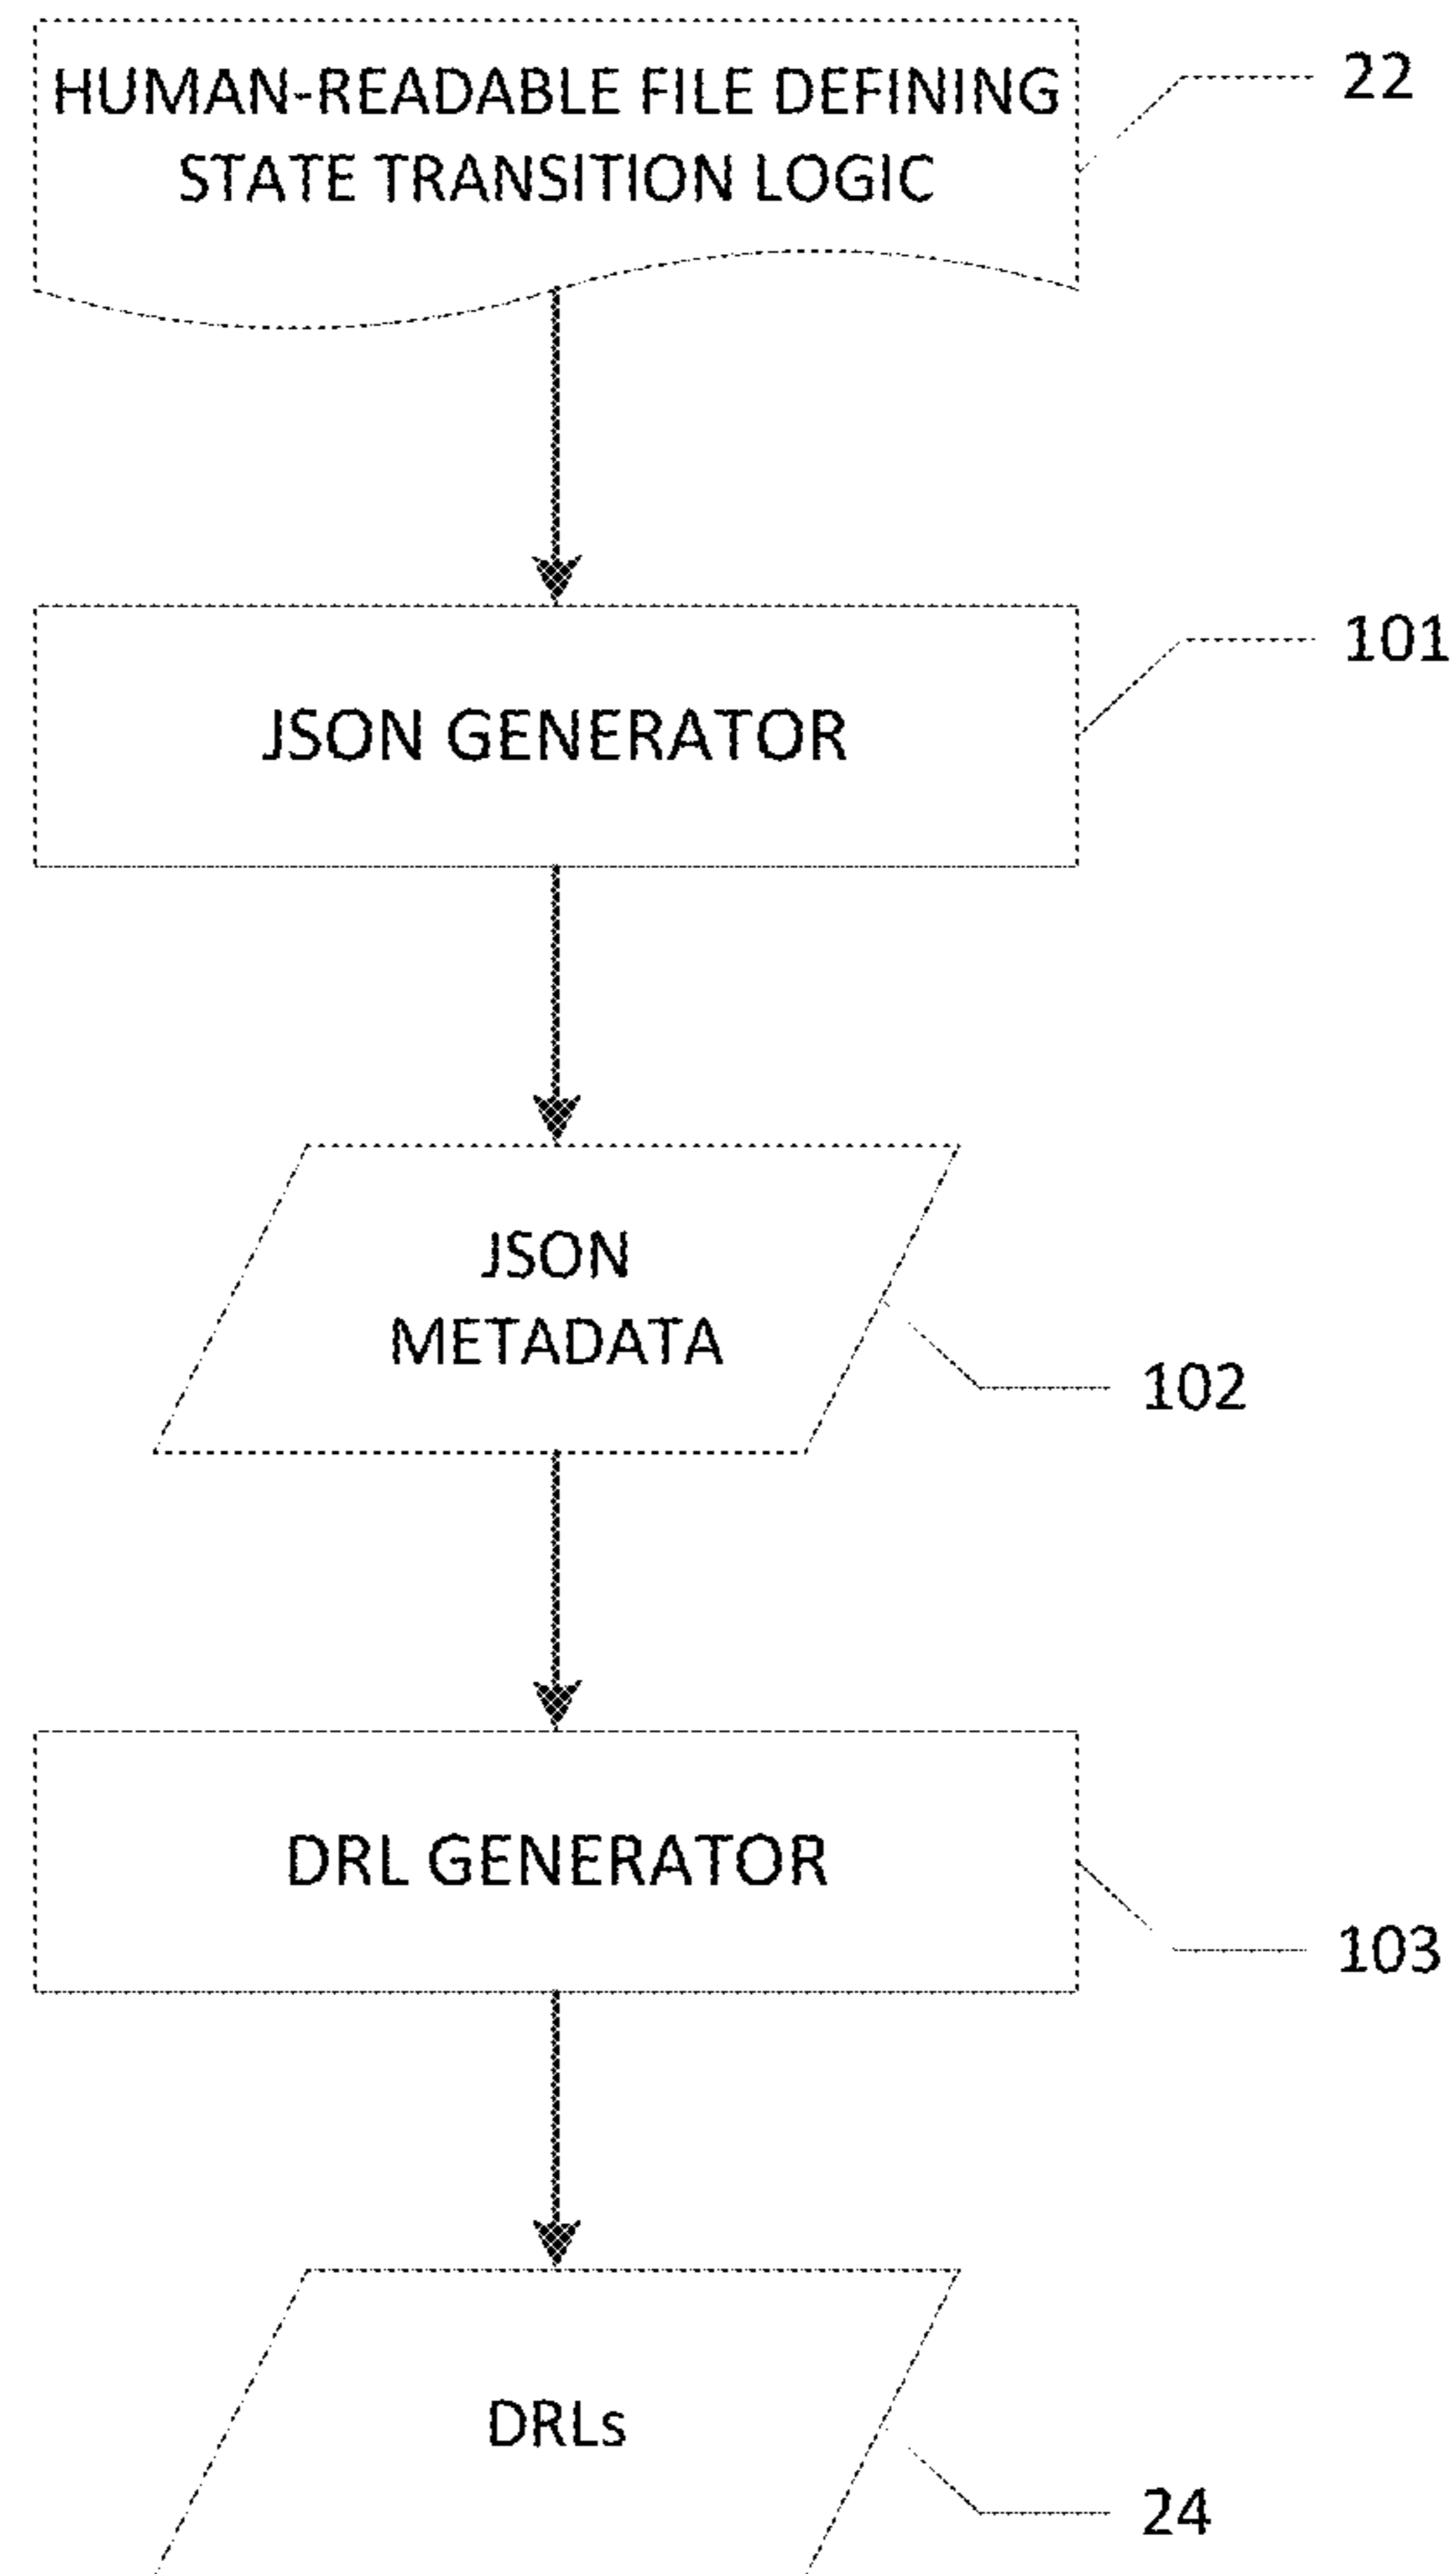 HUMAN-READABLE FILE DEFINING
STATE TRANSITION LOGIC
22
JSON GENERATOR
101
JSON
METADATA
102
DRL GENERATOR
103
DRLs
24